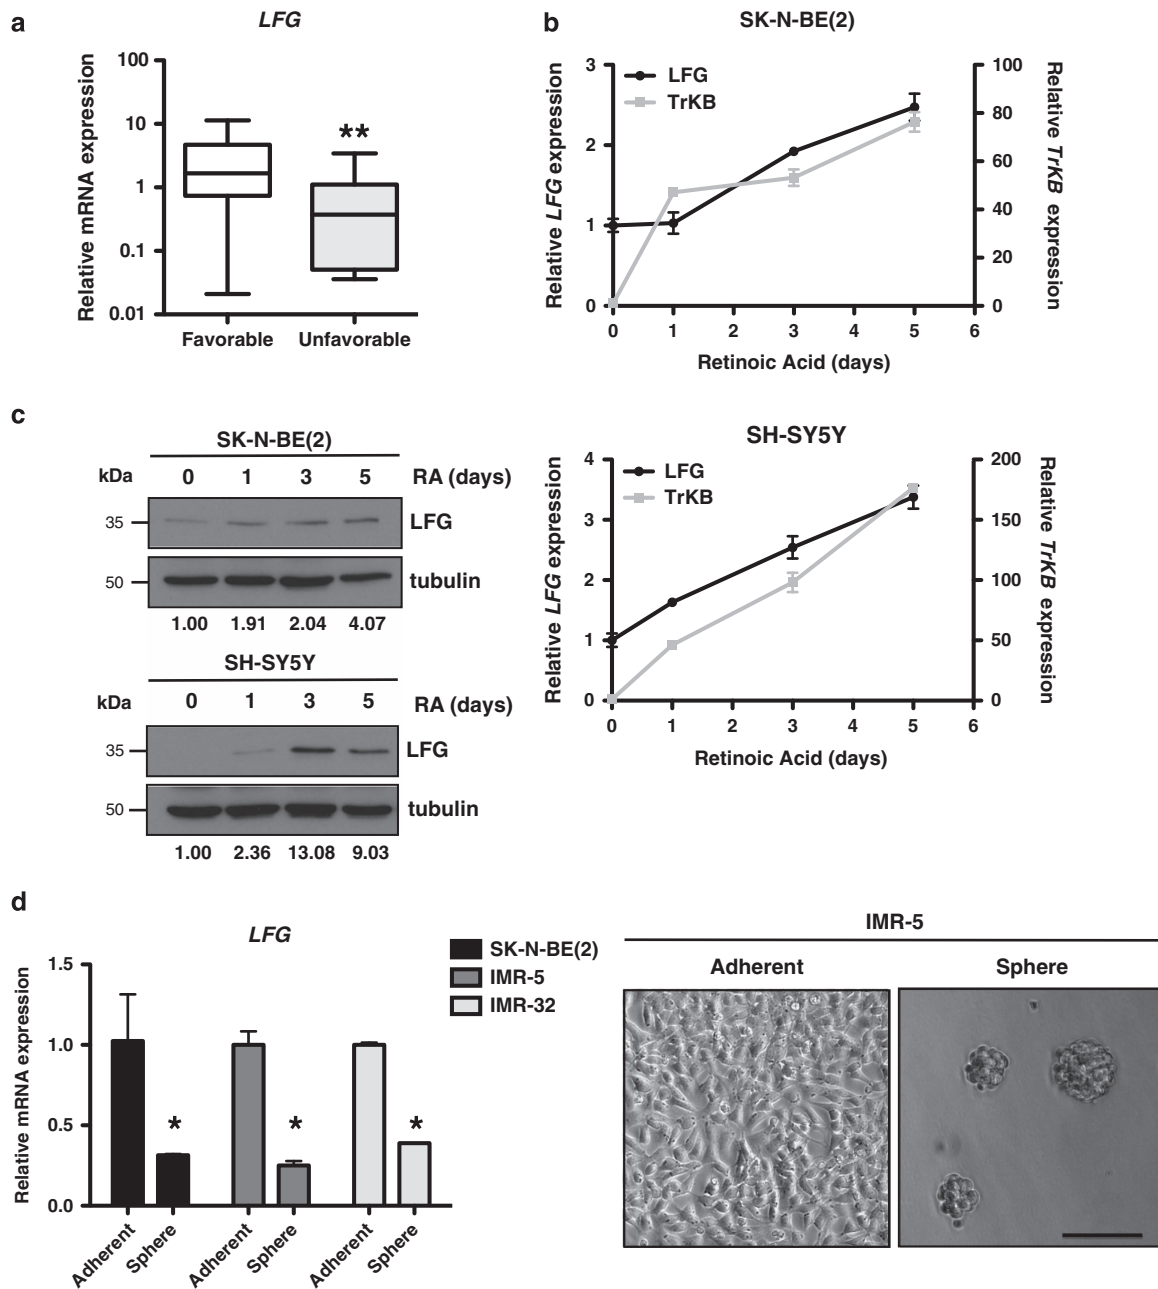 a
LFG
Relative mRNA expression
100
10
1
0.1
0.01
**
Favorable Unfavorable
b
SK-N-BE(2)
LFG
TrKB
Relative LFG expression
3
2
1
0
100
80
60
40
20
0
Relative TrKB expression
0 1 2 3 4 5 6
Retinoic Acid (days)
SH-SY5Y
LFG
TrKB
Relative LFG expression
4
3
2
1
0
200
150
100
50
0
Relative TrKB expression
0 1 2 3 4 5 6
Retinoic Acid (days)
c
SK-N-BE(2)
kDa 0 1 3 5 RA (days)
35 LFG
50 tubulin
1.00 1.91 2.04 4.07
SH-SY5Y
kDa 0 1 3 5 RA (days)
35 LFG
50 tubulin
1.00 2.36 13.08 9.03
d
LFG
Relative mRNA expression
1.5
1.0
0.5
0.0
* * *
Adherent Sphere Adherent Sphere Adherent Sphere
SK-N-BE(2)
IMR-5
IMR-32
IMR-5
Adherent Sphere